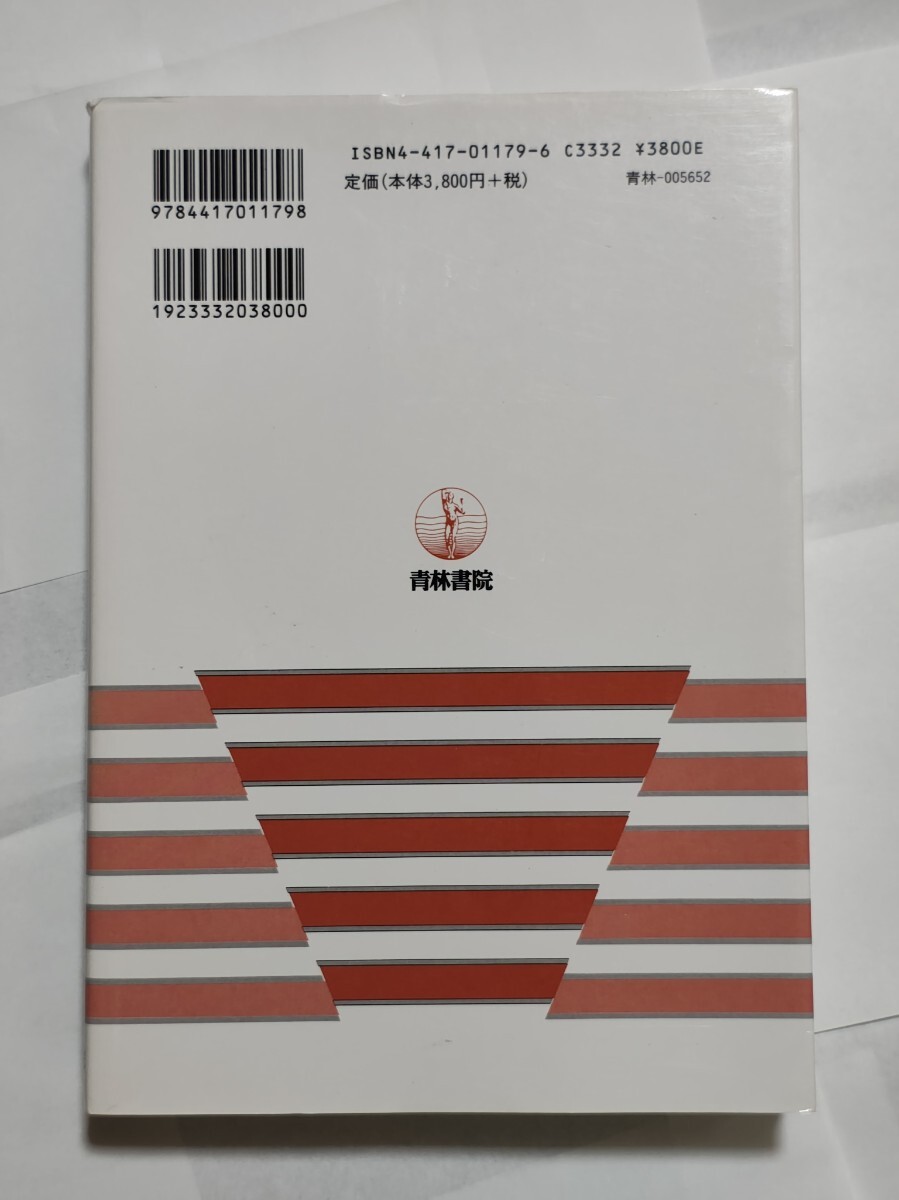 ISBN4-417-01179-6 C3332 ¥3800E
定価(本体3,800円+税) 青林-005652
9784417011798
1923332038000
青林書院